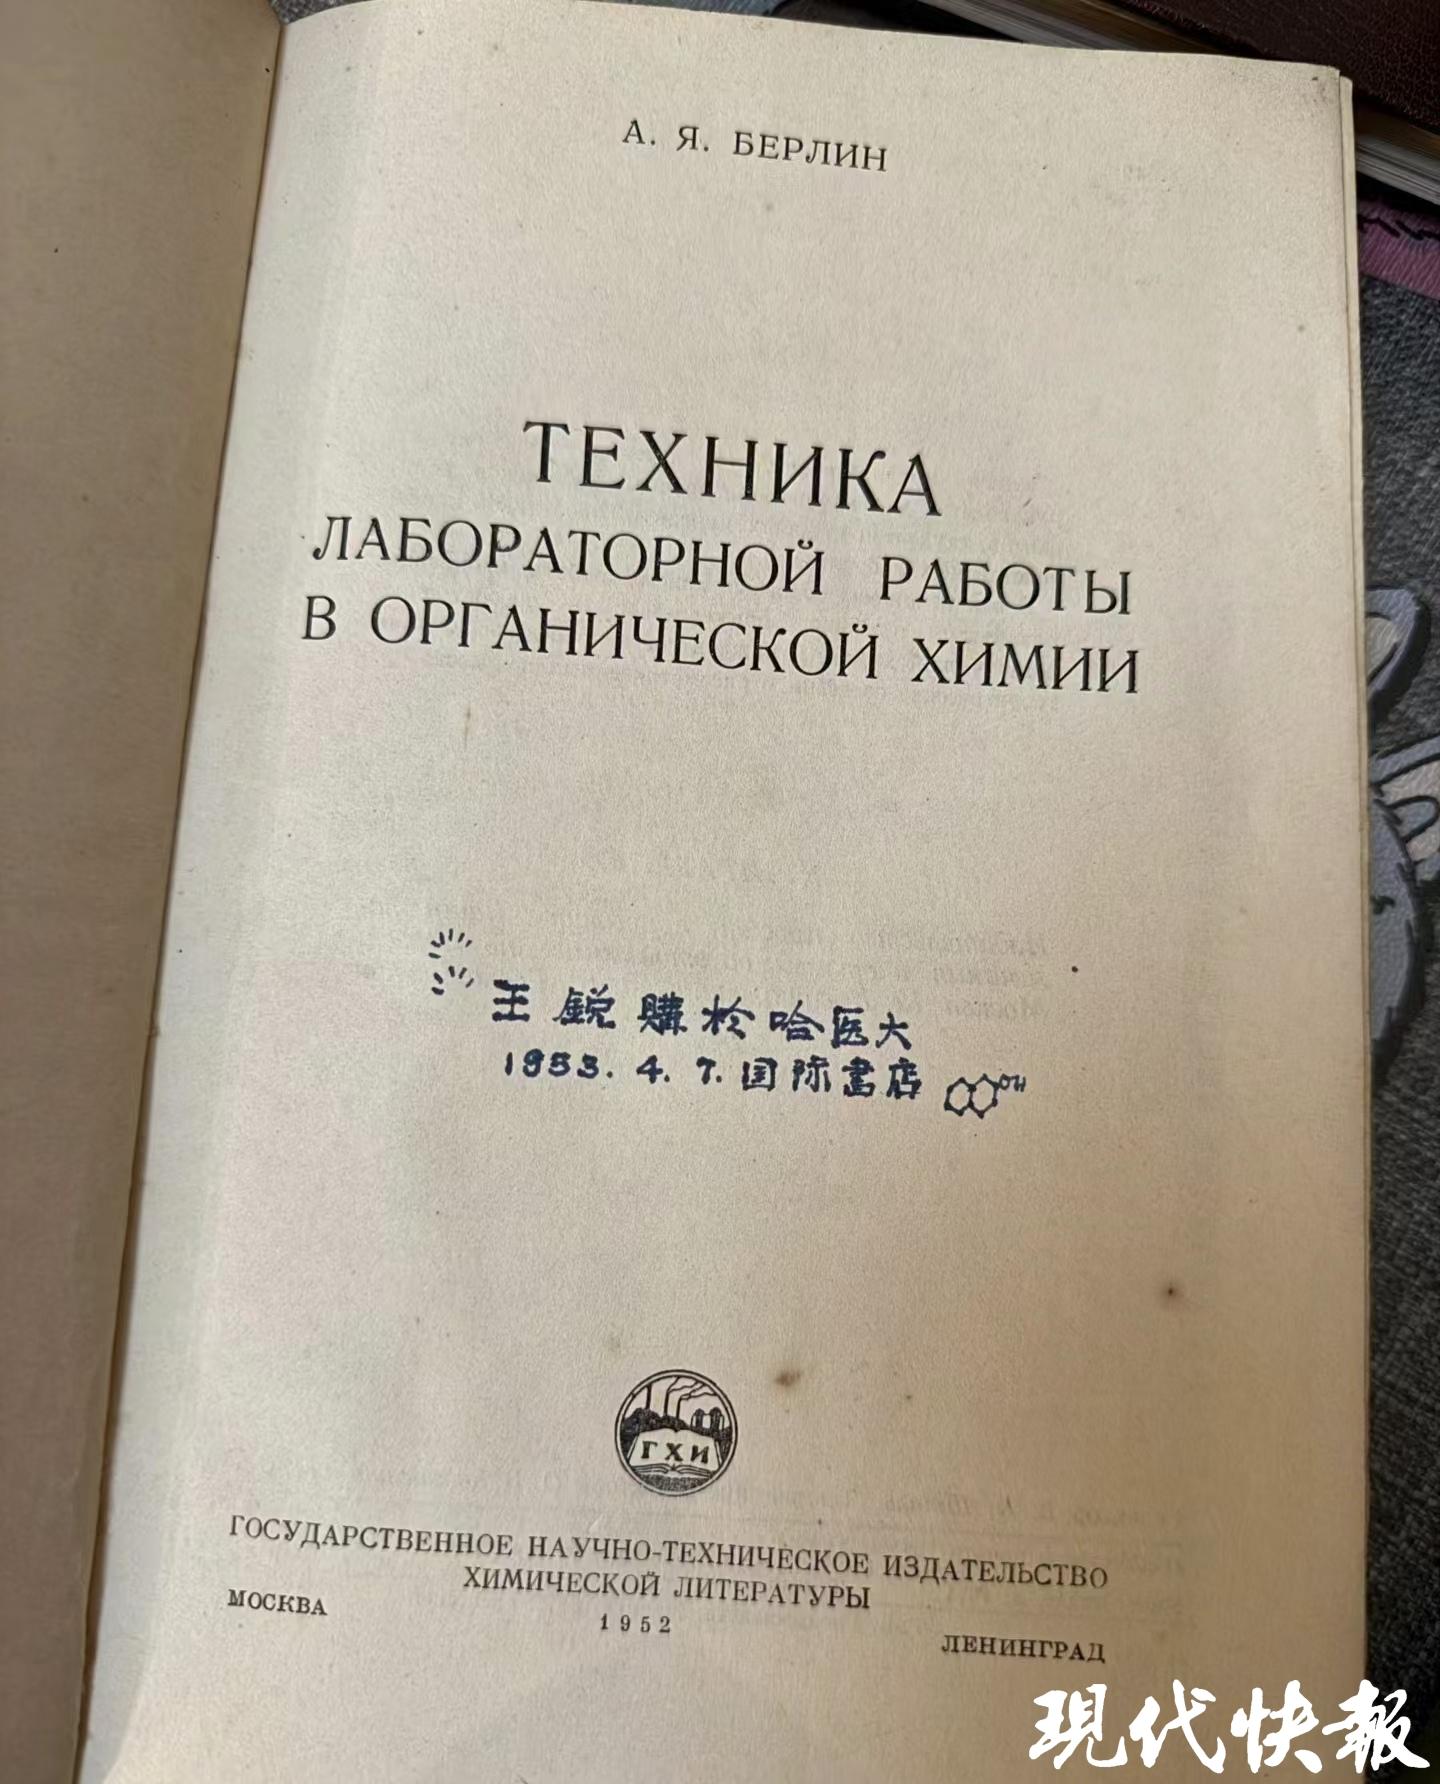 А. Я. БЕРЛИН
ТЕХНИКА
ЛАБОРАТОРНОЙ РАБОТЫ
В ОРГАНИЧЕСКОЙ ХИМИИ
王銳購於哈医大
1953. 4. 7. 国际書店 OH
ГХИ
ГОСУДАРСТВЕННОЕ НАУЧНО-ТЕХНИЧЕСКОЕ ИЗДАТЕЛЬСТВО
ХИМИЧЕСКОЙ ЛИТЕРАТУРЫ
МОСКВА 1952 ЛЕНИНГРАД
現代快報